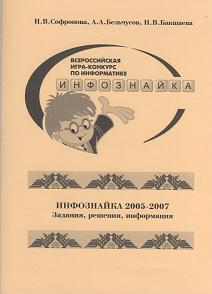 Н.В.Софронова, А.А.Бельчусов, Н.В.Бакшаева
ВСЕРОССИЙСКАЯ
ИГРА-КОНКУРС
ПО ИНФОРМАТИКЕ
ИНФОЗНАЙКА
ИНФОЗНАЙКА 2005-2007
Задания, решения, информация